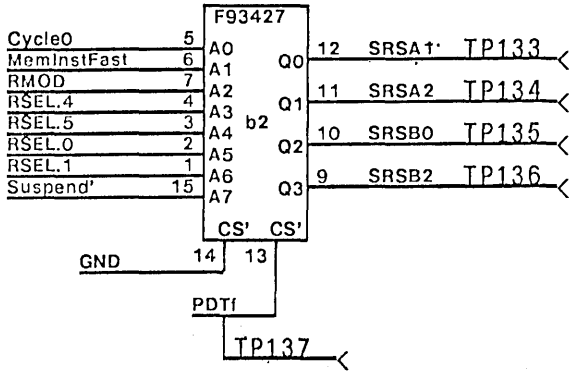 F93427
Cycle0 5 A0
MemInstFast 6 A1
RMOD 7 A2
RSEL.4 4 A3
RSEL.5 3 A4
RSEL.0 2 A5
RSEL.1 1 A6
Suspend' 15 A7
b2
Q0 12 SRSA1 TP133
Q1 11 SRSA2 TP134
Q2 10 SRSB0 TP135
Q3 9 SRSB2 TP136
CS' CS'
14 13
GND
PDTf
TP137